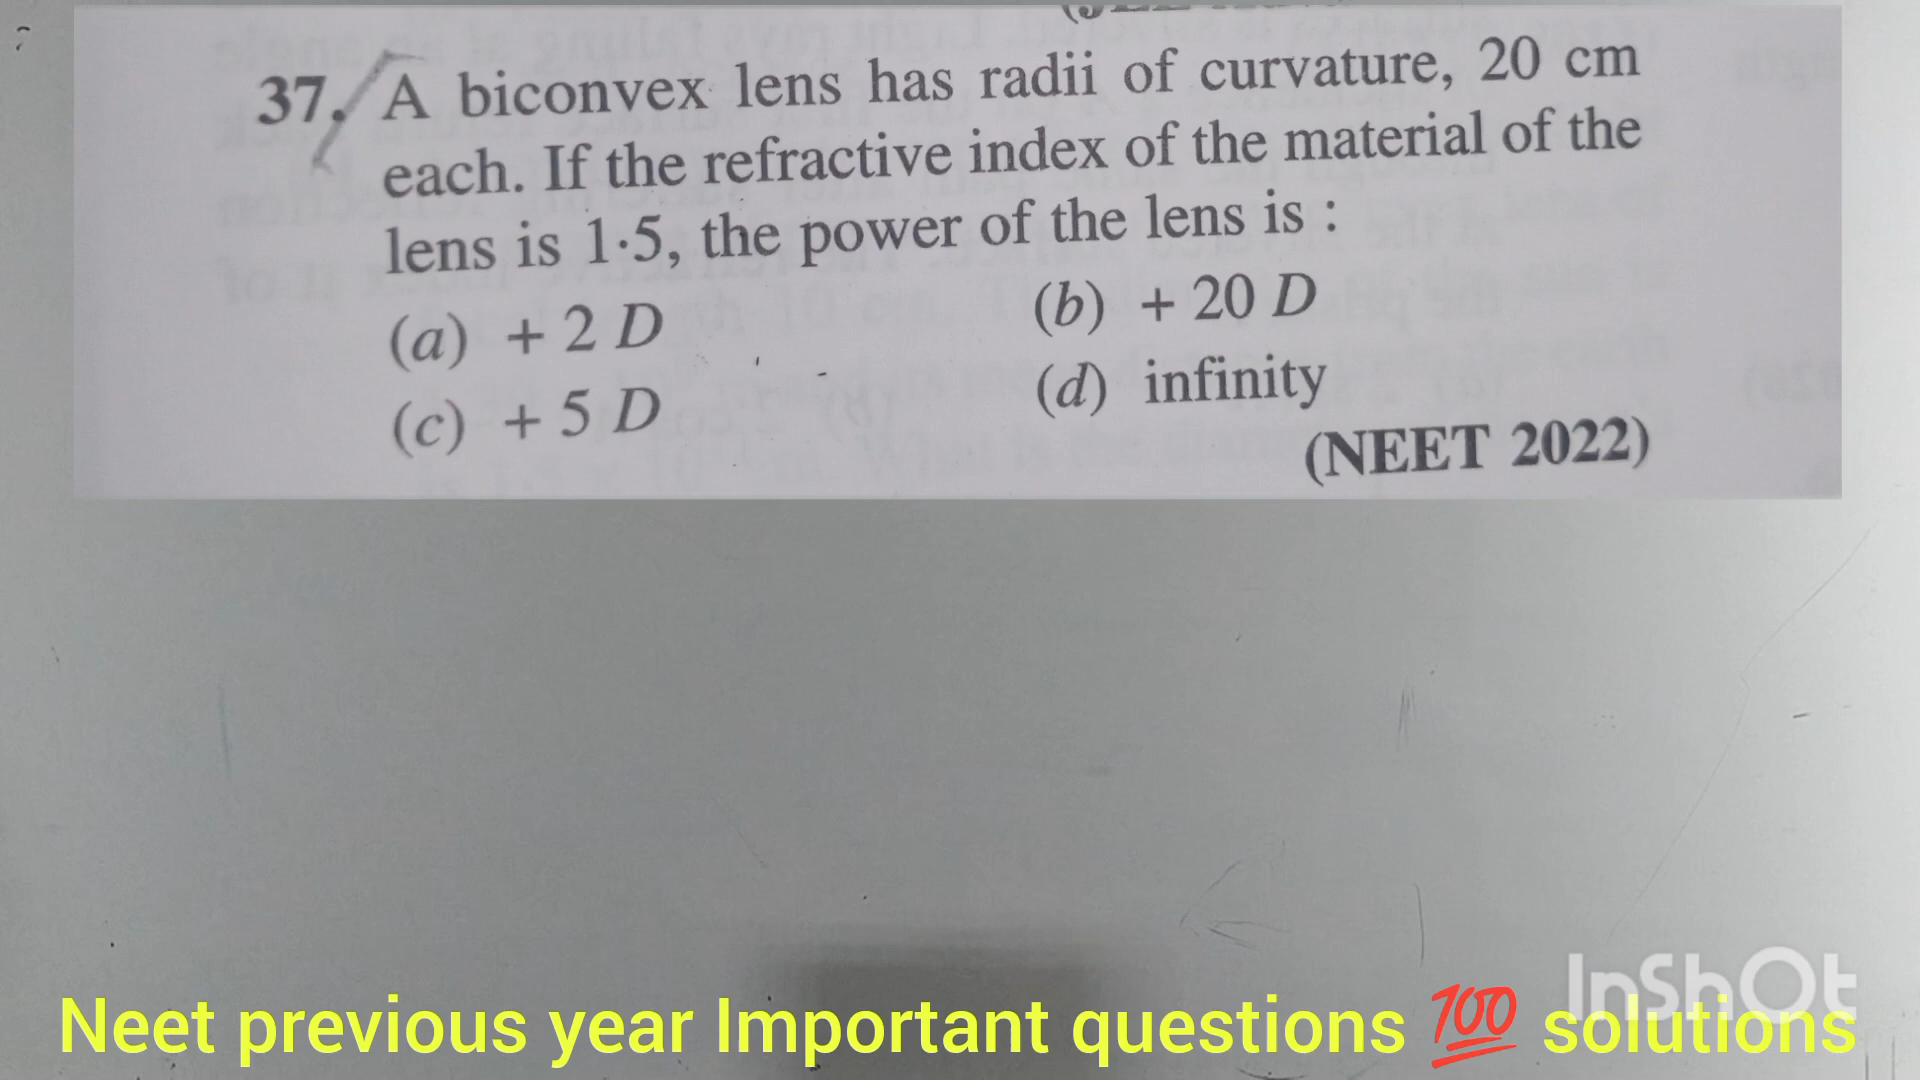 37. A biconvex lens has radii of curvature, 20 cm
each. If the refractive index of the material of the
lens is 1·5, the power of the lens is :
(a) + 2 D (b) + 20 D
(c) + 5 D (d) infinity
(NEET 2022)
InShOt
Neet previous year Important questions 💯 solutions